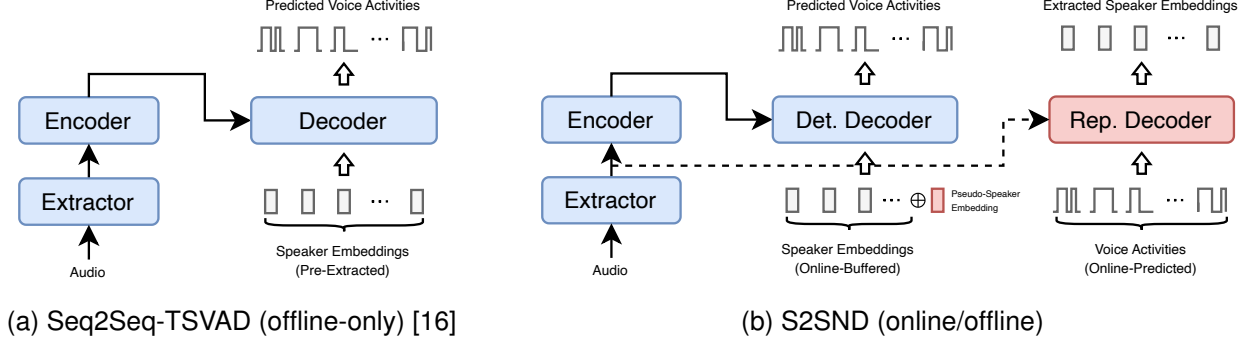 Predicted Voice Activities
...
Encoder
Decoder
Extractor
...
Speaker Embeddings
(Pre-Extracted)
Audio
(a) Seq2Seq-TSVAD (offline-only) [16]
Predicted Voice Activities
...
Encoder
Det. Decoder
Extractor
... ⊕
Pseudo-Speaker
Embedding
Speaker Embeddings
(Online-Buffered)
Audio
Extracted Speaker Embeddings
...
Rep. Decoder
...
Voice Activities
(Online-Predicted)
(b) S2SND (online/offline)